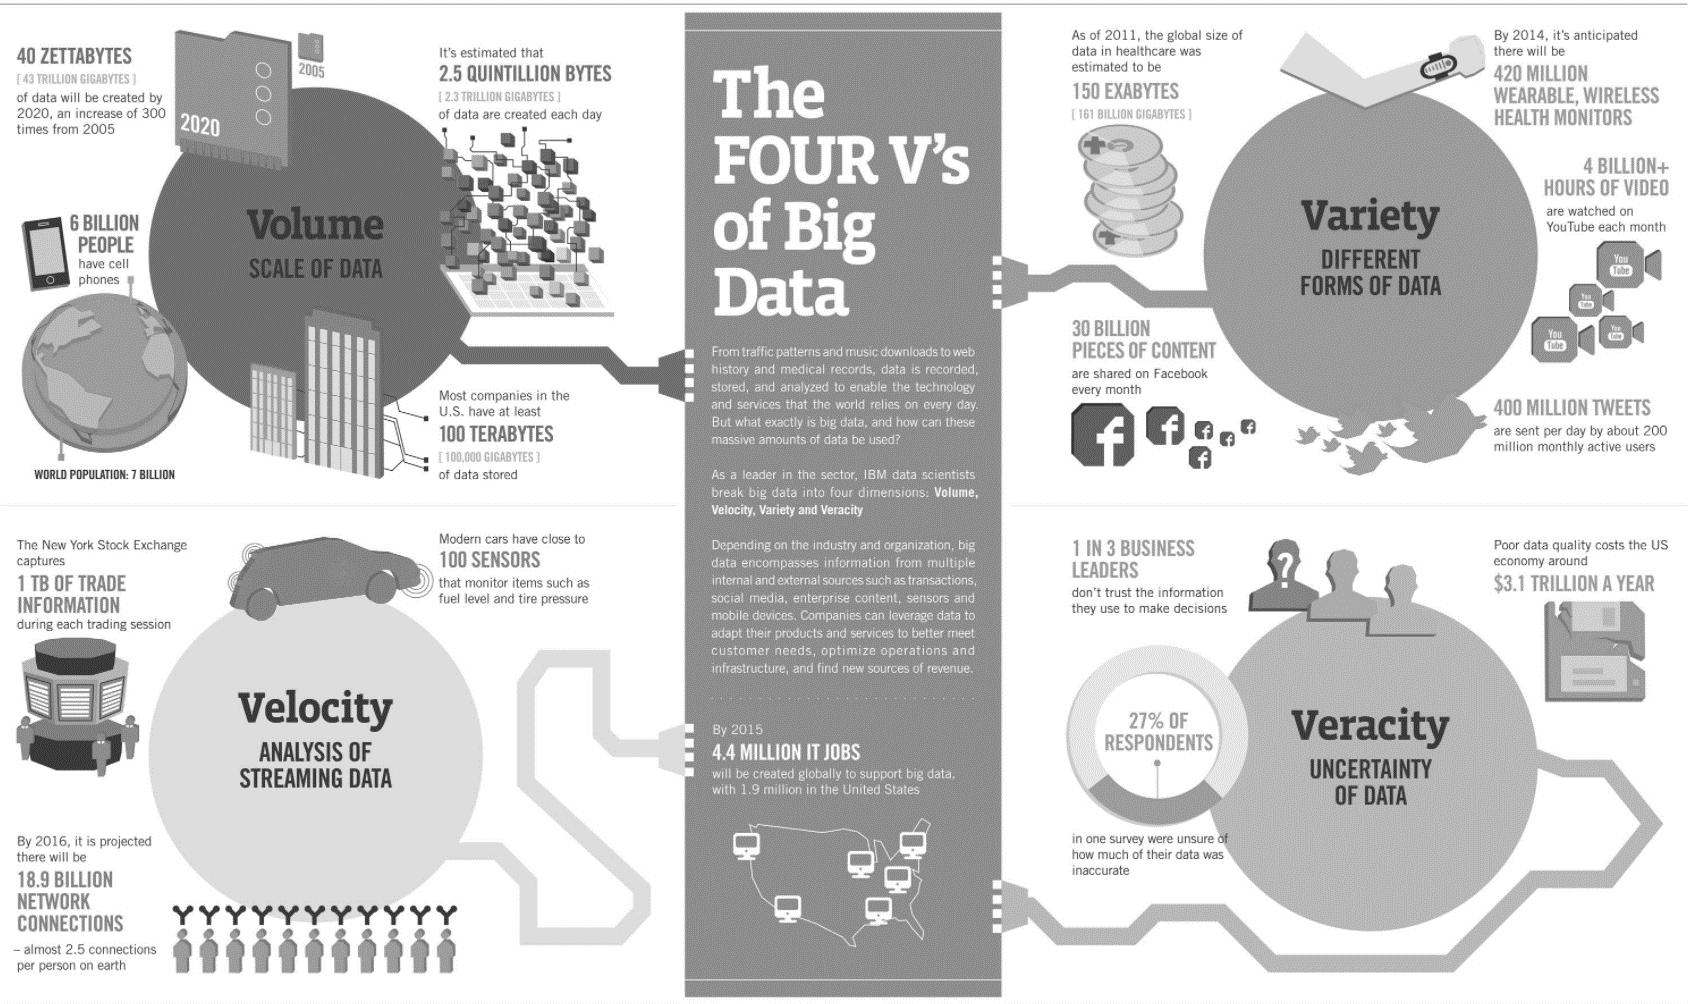 40 ZETTABYTES
[ 43 TRILLION GIGABYTES ]
of data will be created by
2020, an increase of 300
times from 2005
2020
2005
It's estimated that
2.5 QUINTILLION BYTES
[ 2.3 TRILLION GIGABYTES ]
of data are created each day
6 BILLION
PEOPLE
have cell
phones
WORLD POPULATION: 7 BILLION
Volume
SCALE OF DATA
Most companies in the
U.S. have at least
100 TERABYTES
[ 100,000 GIGABYTES ]
of data stored
The New York Stock Exchange
captures
1 TB OF TRADE
INFORMATION
during each trading session
Modern cars have close to
100 SENSORS
that monitor items such as
fuel level and tire pressure
Velocity
ANALYSIS OF
STREAMING DATA
By 2016, it is projected
there will be
18.9 BILLION
NETWORK
CONNECTIONS
– almost 2.5 connections
per person on earth
The
FOUR V's
of Big
Data
From traffic patterns and music downloads to web
history and medical records, data is recorded,
stored, and analyzed to enable the technology
and services that the world relies on every day.
But what exactly is big data, and how can these
massive amounts of data be used?
As a leader in the sector, IBM data scientists
break big data into four dimensions: Volume,
Velocity, Variety and Veracity
Depending on the industry and organization, big
data encompasses information from multiple
internal and external sources such as transactions,
social media, enterprise content, sensors and
mobile devices. Companies can leverage data to
adapt their products and services to better meet
customer needs, optimize operations and
infrastructure, and find new sources of revenue.
By 2015
4.4 MILLION IT JOBS
will be created globally to support big data,
with 1.9 million in the United States
As of 2011, the global size of
data in healthcare was
estimated to be
150 EXABYTES
[ 161 BILLION GIGABYTES ]
By 2014, it's anticipated
there will be
420 MILLION
WEARABLE, WIRELESS
HEALTH MONITORS
4 BILLION+
HOURS OF VIDEO
are watched on
YouTube each month
You
Tube
You
Tube
You
Tube
You
Tube
Variety
DIFFERENT
FORMS OF DATA
30 BILLION
PIECES OF CONTENT
are shared on Facebook
every month
400 MILLION TWEETS
are sent per day by about 200
million monthly active users
1 IN 3 BUSINESS
LEADERS
don't trust the information
they use to make decisions
?
Poor data quality costs the US
economy around
$3.1 TRILLION A YEAR
27% OF
RESPONDENTS
in one survey were unsure of
how much of their data was
inaccurate
Veracity
UNCERTAINTY
OF DATA